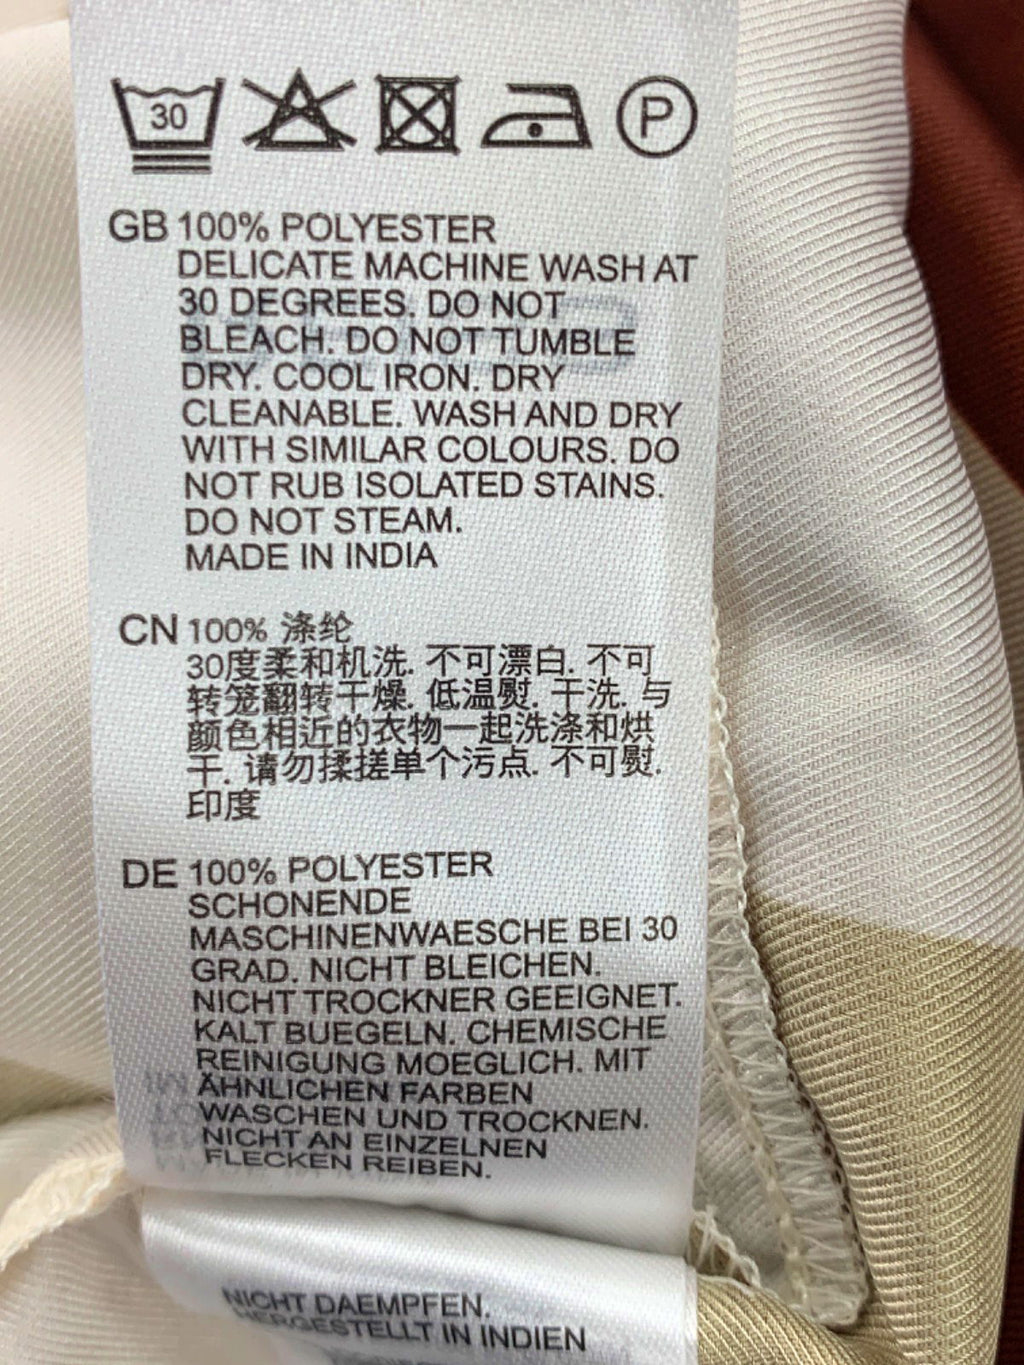 30
P
GB 100% POLYESTER
DELICATE MACHINE WASH AT
30 DEGREES. DO NOT
BLEACH. DO NOT TUMBLE
DRY. COOL IRON. DRY
CLEANABLE. WASH AND DRY
WITH SIMILAR COLOURS. DO
NOT RUB ISOLATED STAINS.
DO NOT STEAM.
MADE IN INDIA
CN 100% 涤纶
30度柔和机洗. 不可漂白. 不可
转笼翻转干燥. 低温熨. 干洗. 与
颜色相近的衣物一起洗涤和烘
干. 请勿揉搓单个污点. 不可熨.
印度
DE 100% POLYESTER
SCHONENDE
MASCHINENWAESCHE BEI 30
GRAD. NICHT BLEICHEN.
NICHT TROCKNER GEEIGNET.
KALT BUEGELN. CHEMISCHE
REINIGUNG MOEGLICH. MIT
ÄHNLICHEN FARBEN
WASCHEN UND TROCKNEN.
NICHT AN EINZELNEN
FLECKEN REIBEN.
NICHT DAEMPFEN.
HERGESTELLT IN INDIEN